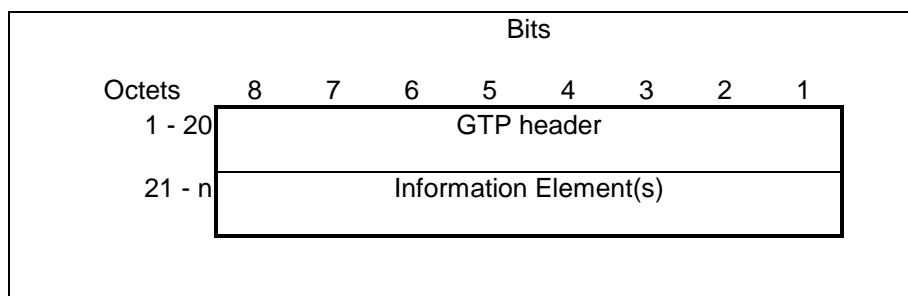 Bits
Octets 8 7 6 5 4 3 2 1
1 - 20 GTP header
21 - n Information Element(s)